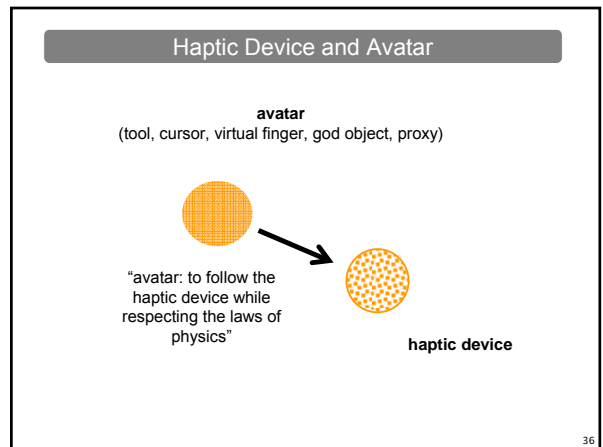 Haptic Device and Avatar
avatar
(tool, cursor, virtual finger, god object, proxy)
“avatar: to follow the
haptic device while
respecting the laws of
physics”
haptic device
36